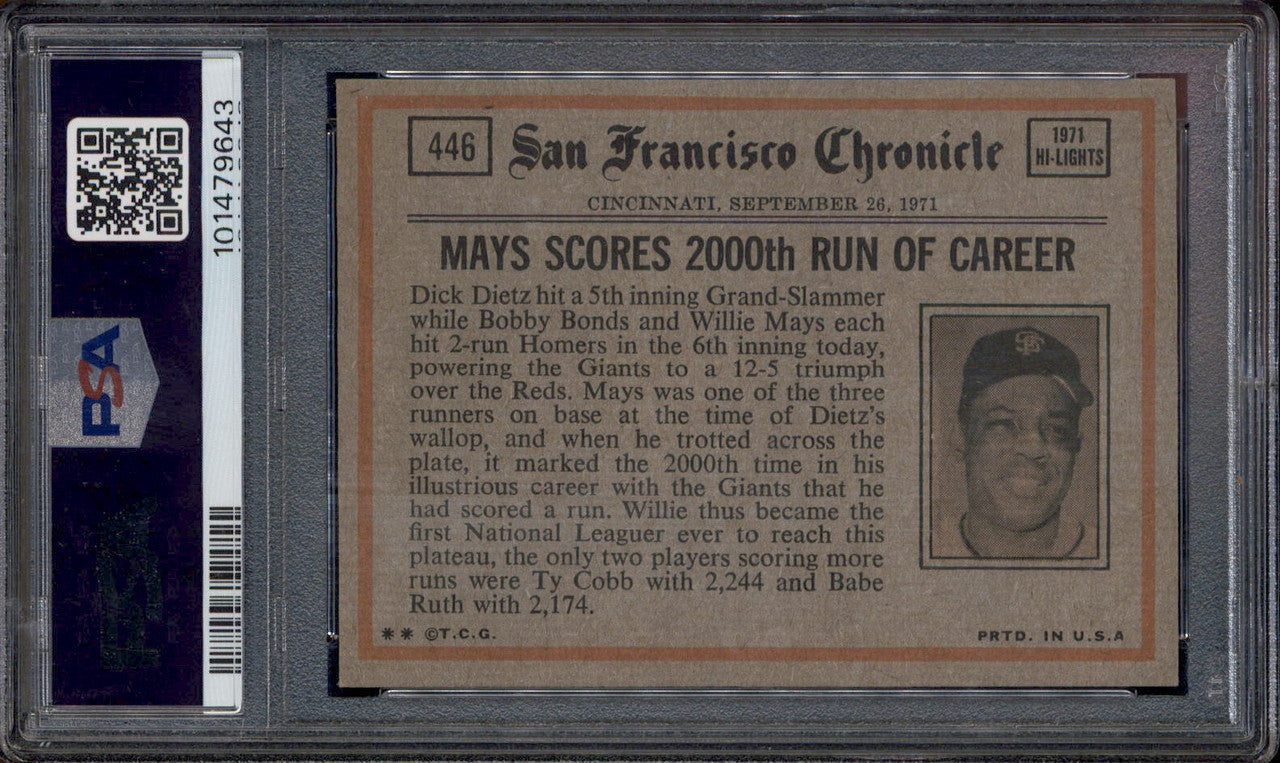 446
San Francisco Chronicle
1971
HI-LIGHTS
CINCINNATI, SEPTEMBER 26, 1971
MAYS SCORES 2000th RUN OF CAREER
Dick Dietz hit a 5th inning Grand-Slammer
while Bobby Bonds and Willie Mays each
hit 2-run Homers in the 6th inning today,
powering the Giants to a 12-5 triumph
over the Reds. Mays was one of the three
runners on base at the time of Dietz's
wallop, and when he trotted across the
plate, it marked the 2000th time in his
illustrious career with the Giants that he
had scored a run. Willie thus became the
first National Leaguer ever to reach this
plateau, the only two players scoring more
runs were Ty Cobb with 2,244 and Babe
Ruth with 2,174.
** ©T.C.G.
PRTD. IN U.S.A
SF
101479643
PSA